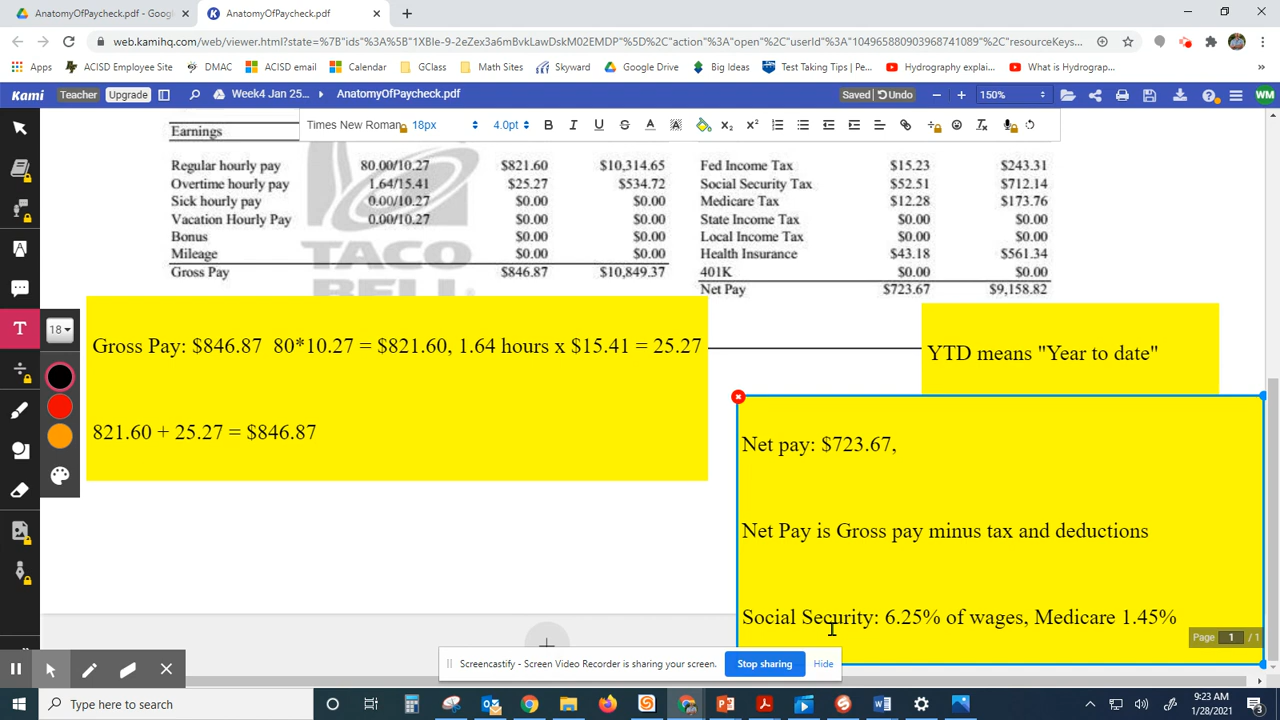 AnatomyOfPaycheck.pdf - Goog
AnatomyOfPaycheck.pdf
web.kamihq.com/web/viewer.html?state=%7B"ids"%3A%5B"1XBIe-9-2eZex3a6mBvkLwDskM02EMDP"%5D%2C"action"%3A"open"%2C"userId"%3A"104965880903968741089"%2C"resourceKeys...
Apps ACISD Employee Site DMAC ACISD email Calendar GClass Math Sites Skyward Google Drive Big Ideas Test Taking Tips | Pe... Hydrography explain... What is Hydrograp...
Kami Teacher Upgrade Week4 Jan 25... AnatomyOfPaycheck.pdf Saved Undo 150% WM
Times New Roman 18px 4.0pt B I U S A A X2 X2
Earnings
Regular hourly pay 80.00/10.27 $821.60 $10,314.65 Fed Income Tax $15.23 $243.31
Overtime hourly pay 1.64/15.41 $25.27 $534.72 Social Security Tax $52.51 $712.14
Sick hourly pay 0.00/10.27 $0.00 $0.00 Medicare Tax $12.28 $173.76
Vacation Hourly Pay 0.00/10.27 $0.00 $0.00 State Income Tax $0.00 $0.00
Bonus $0.00 $0.00 Local Income Tax $0.00 $0.00
Mileage $0.00 $0.00 Health Insurance $43.18 $561.34
Gross Pay $846.87 $10,849.37 401K $0.00 $0.00
Net Pay $723.67 $9,158.82
TACO
BELL
18
Gross Pay: $846.87 80*10.27 = $821.60, 1.64 hours x $15.41 = 25.27
YTD means "Year to date"
821.60 + 25.27 = $846.87
Net pay: $723.67,
Net Pay is Gross pay minus tax and deductions
Social Security: 6.25% of wages, Medicare 1.45%
Page 1 / 1
Screencastify - Screen Video Recorder is sharing your screen. Stop sharing Hide
Type here to search
9:23 AM
1/28/2021